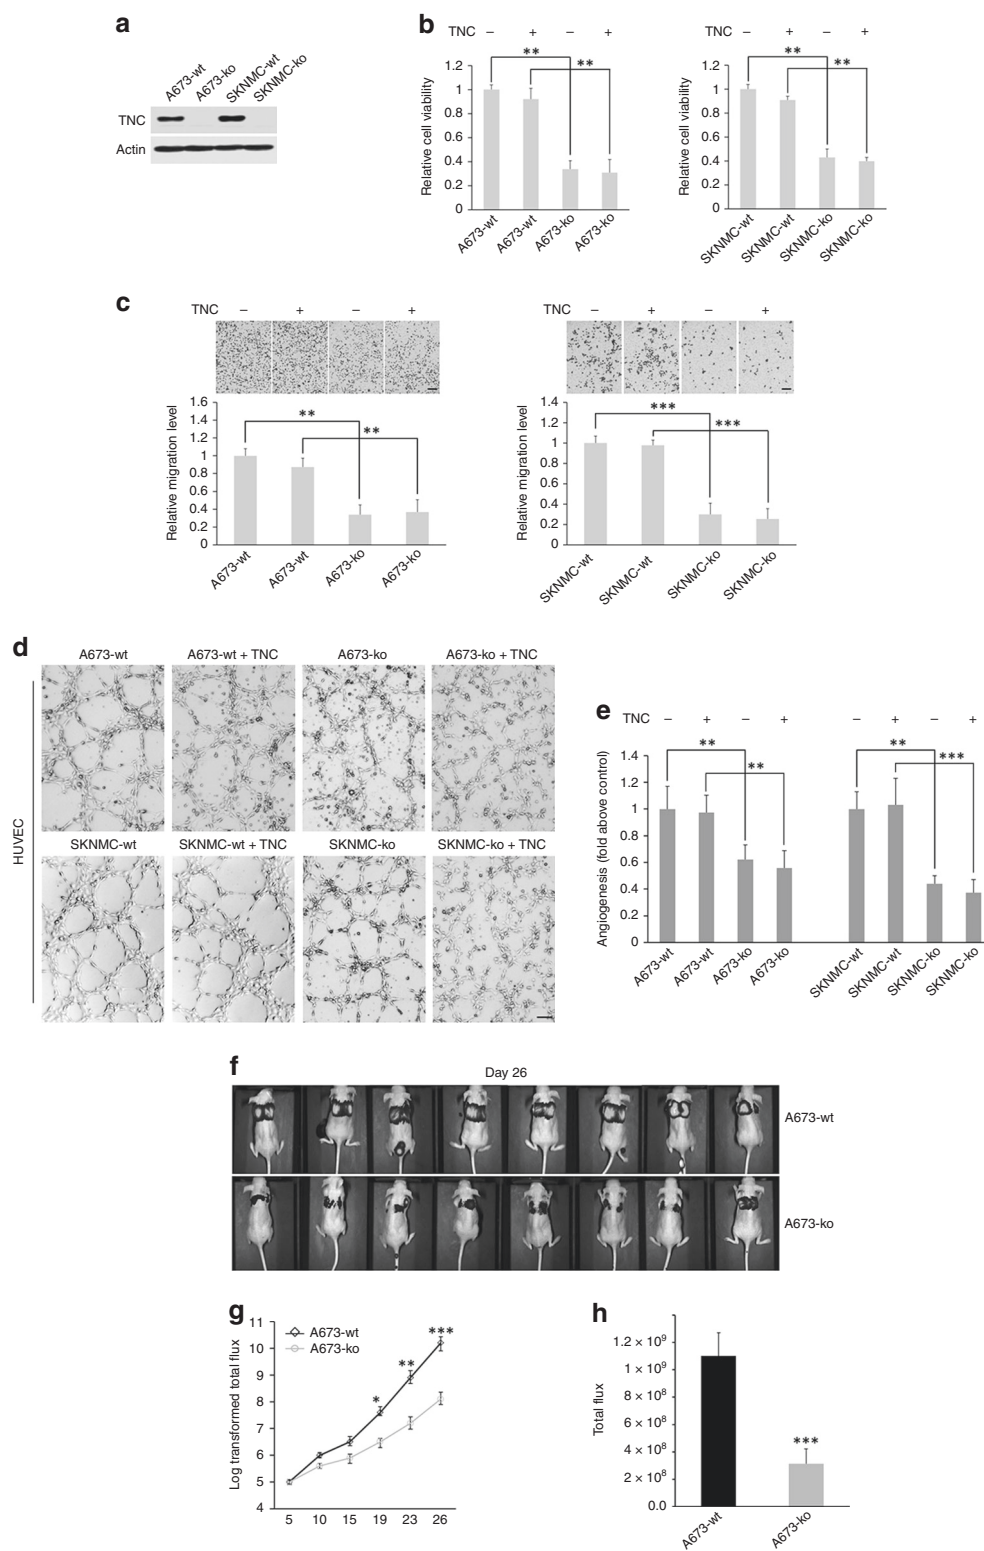 a
A673-wt
A673-ko
SKNMC-wt
SKNMC-ko
TNC
Actin
b
TNC – + – +
** **
Relative cell viability
1.2
1
0.8
0.6
0.4
0.2
0
A673-wt
A673-wt
A673-ko
A673-ko
TNC – + – +
** **
Relative cell viability
1.2
1
0.8
0.6
0.4
0.2
0
SKNMC-wt
SKNMC-wt
SKNMC-ko
SKNMC-ko
c
TNC – + – +
** **
Relative migration level
1.6
1.4
1.2
1
0.8
0.6
0.4
0.2
0
A673-wt
A673-wt
A673-ko
A673-ko
TNC – + – +
*** ***
Relative migration level
1.4
1.2
1
0.8
0.6
0.4
0.2
0
SKNMC-wt
SKNMC-wt
SKNMC-ko
SKNMC-ko
d
HUVEC
A673-wt A673-wt + TNC A673-ko A673-ko + TNC
SKNMC-wt SKNMC-wt + TNC SKNMC-ko SKNMC-ko + TNC
e
TNC – + – + – + – +
** ** ** ***
Angiogenesis (fold above control)
1.4
1.2
1
0.8
0.6
0.4
0.2
0
A673-wt
A673-wt
A673-ko
A673-ko
SKNMC-wt
SKNMC-wt
SKNMC-ko
SKNMC-ko
f
Day 26
A673-wt
A673-ko
g
Log transformed total flux
11
10
9
8
7
6
5
4
A673-wt
A673-ko
* ** ***
5 10 15 19 23 26
h
Total flux
1.2 × 10⁹
1 × 10⁹
8 × 10⁸
6 × 10⁸
4 × 10⁸
2 × 10⁸
0.0
***
A673-wt
A673-ko